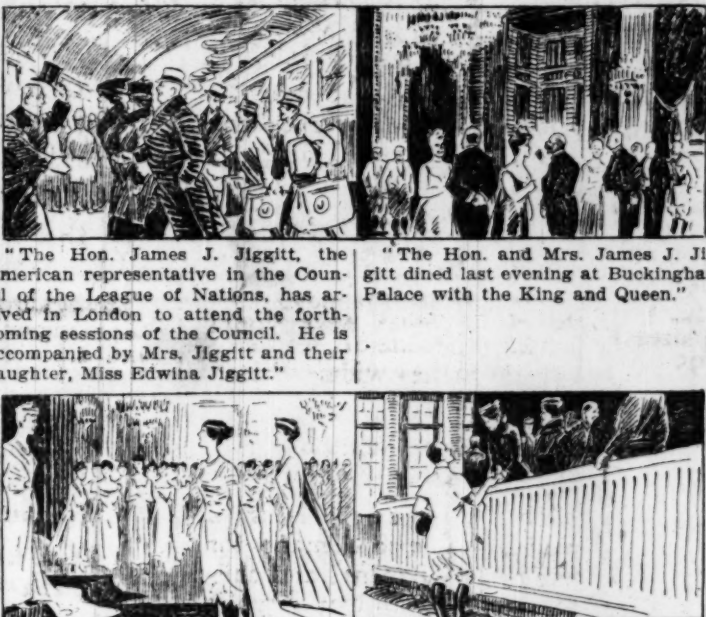 "The Hon. James J. Jiggitt, the
merican representative in the Coun-
l of the League of Nations, has ar-
ved in London to attend the forth-
oming sessions of the Council. He is
ccompanied by Mrs. Jiggitt and their
aughter, Miss Edwina Jiggitt."
"The Hon. and Mrs. James J. Ji
gitt dined last evening at Buckingha
Palace with the King and Queen."